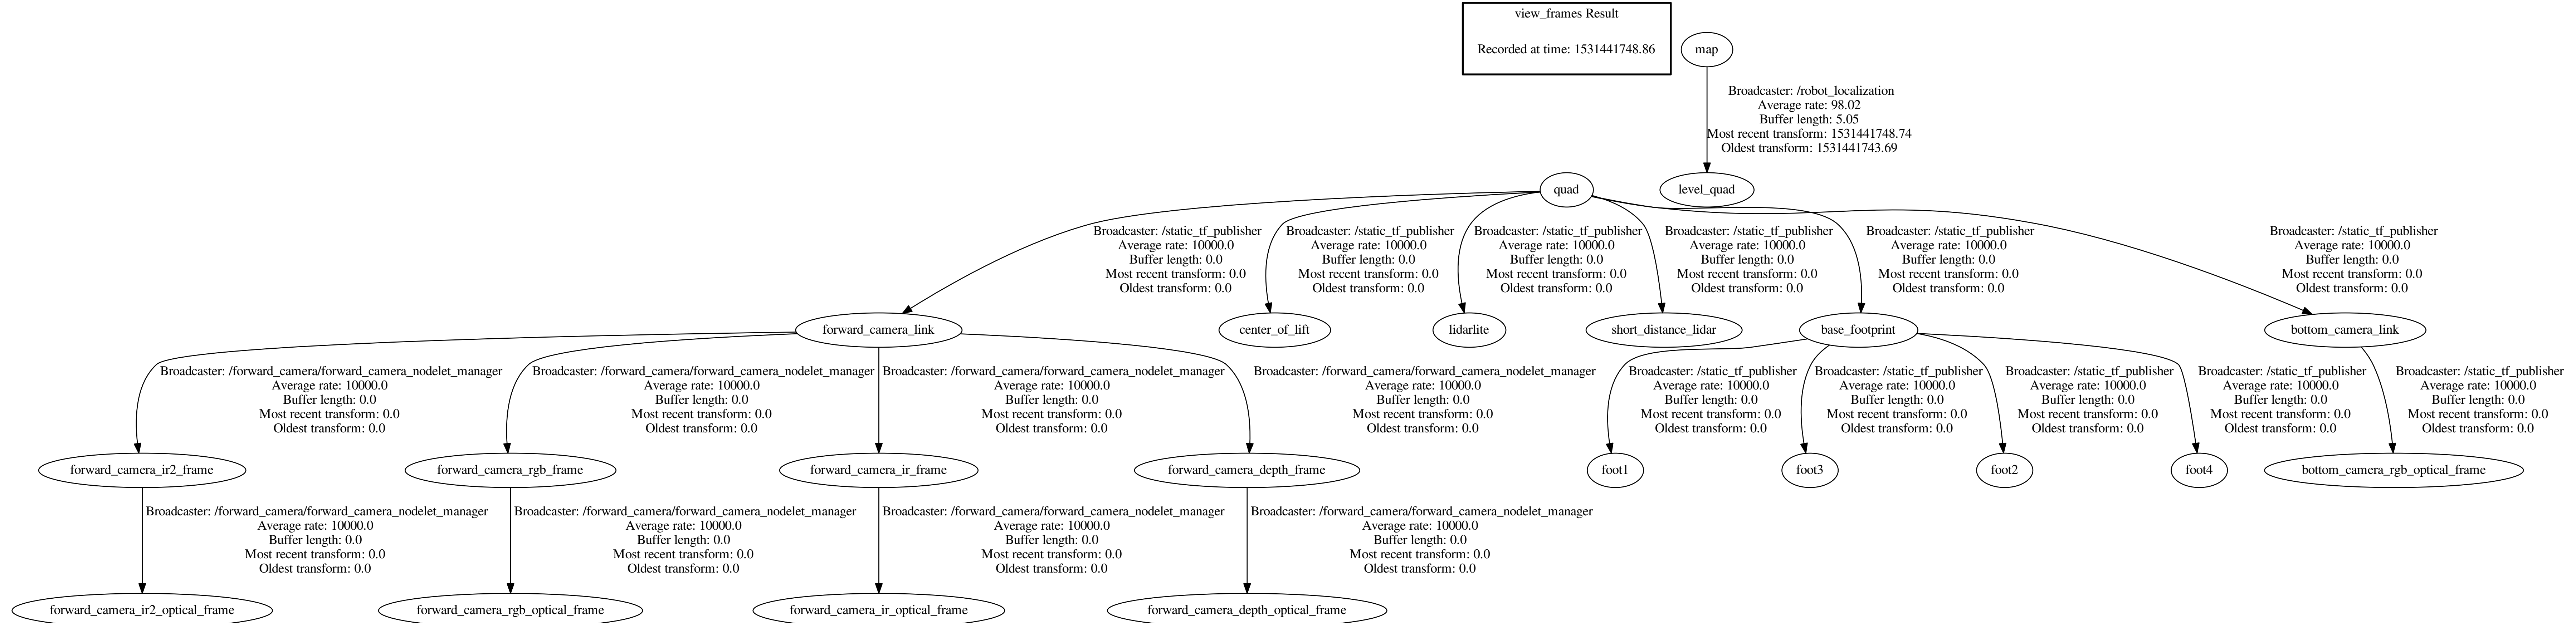 view_frames Result
Recorded at time: 1531441748.86
map
Broadcaster: /robot_localization
Average rate: 98.02
Buffer length: 5.05
Most recent transform: 1531441748.74
Oldest transform: 1531441743.69
quad
level_quad
Broadcaster: /static_tf_publisher
Average rate: 10000.0
Buffer length: 0.0
Most recent transform: 0.0
Oldest transform: 0.0
Broadcaster: /static_tf_publisher
Average rate: 10000.0
Buffer length: 0.0
Most recent transform: 0.0
Oldest transform: 0.0
Broadcaster: /static_tf_publisher
Average rate: 10000.0
Buffer length: 0.0
Most recent transform: 0.0
Oldest transform: 0.0
Broadcaster: /static_tf_publisher
Average rate: 10000.0
Buffer length: 0.0
Most recent transform: 0.0
Oldest transform: 0.0
Broadcaster: /static_tf_publisher
Average rate: 10000.0
Buffer length: 0.0
Most recent transform: 0.0
Oldest transform: 0.0
Broadcaster: /static_tf_publisher
Average rate: 10000.0
Buffer length: 0.0
Most recent transform: 0.0
Oldest transform: 0.0
forward_camera_link
center_of_lift
lidarlite
short_distance_lidar
base_footprint
bottom_camera_link
Broadcaster: /forward_camera/forward_camera_nodelet_manager
Average rate: 10000.0
Buffer length: 0.0
Most recent transform: 0.0
Oldest transform: 0.0
Broadcaster: /forward_camera/forward_camera_nodelet_manager
Average rate: 10000.0
Buffer length: 0.0
Most recent transform: 0.0
Oldest transform: 0.0
Broadcaster: /forward_camera/forward_camera_nodelet_manager
Average rate: 10000.0
Buffer length: 0.0
Most recent transform: 0.0
Oldest transform: 0.0
Broadcaster: /forward_camera/forward_camera_nodelet_manager
Average rate: 10000.0
Buffer length: 0.0
Most recent transform: 0.0
Oldest transform: 0.0
Broadcaster: /static_tf_publisher
Average rate: 10000.0
Buffer length: 0.0
Most recent transform: 0.0
Oldest transform: 0.0
Broadcaster: /static_tf_publisher
Average rate: 10000.0
Buffer length: 0.0
Most recent transform: 0.0
Oldest transform: 0.0
Broadcaster: /static_tf_publisher
Average rate: 10000.0
Buffer length: 0.0
Most recent transform: 0.0
Oldest transform: 0.0
Broadcaster: /static_tf_publisher
Average rate: 10000.0
Buffer length: 0.0
Most recent transform: 0.0
Oldest transform: 0.0
Broadcaster: /static_tf_publisher
Average rate: 10000.0
Buffer length: 0.0
Most recent transform: 0.0
Oldest transform: 0.0
forward_camera_ir2_frame
forward_camera_rgb_frame
forward_camera_ir_frame
forward_camera_depth_frame
foot1
foot3
foot2
foot4
bottom_camera_rgb_optical_frame
Broadcaster: /forward_camera/forward_camera_nodelet_manager
Average rate: 10000.0
Buffer length: 0.0
Most recent transform: 0.0
Oldest transform: 0.0
Broadcaster: /forward_camera/forward_camera_nodelet_manager
Average rate: 10000.0
Buffer length: 0.0
Most recent transform: 0.0
Oldest transform: 0.0
Broadcaster: /forward_camera/forward_camera_nodelet_manager
Average rate: 10000.0
Buffer length: 0.0
Most recent transform: 0.0
Oldest transform: 0.0
Broadcaster: /forward_camera/forward_camera_nodelet_manager
Average rate: 10000.0
Buffer length: 0.0
Most recent transform: 0.0
Oldest transform: 0.0
forward_camera_ir2_optical_frame
forward_camera_rgb_optical_frame
forward_camera_ir_optical_frame
forward_camera_depth_optical_frame